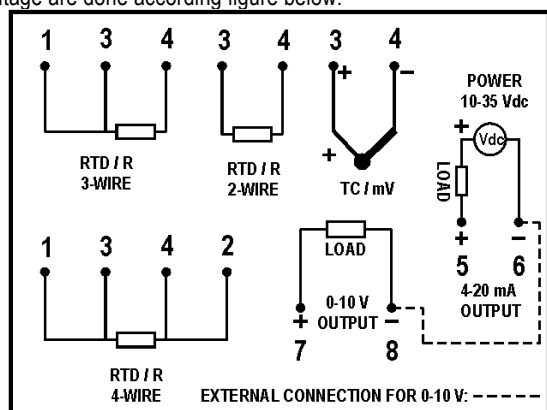 tage are done according figure below.
1 3 4 3 4 3 4
+ −
POWER
10-35 Vdc
+
Vdc
−
LOAD
+
RTD / R
3-WIRE
RTD / R
2-WIRE
TC / mV
1 3 4 2
LOAD
+ −
5 6
4-20 mA
OUTPUT
0-10 V
+ OUTPUT −
7 8
RTD / R
4-WIRE
EXTERNAL CONNECTION FOR 0-10 V: